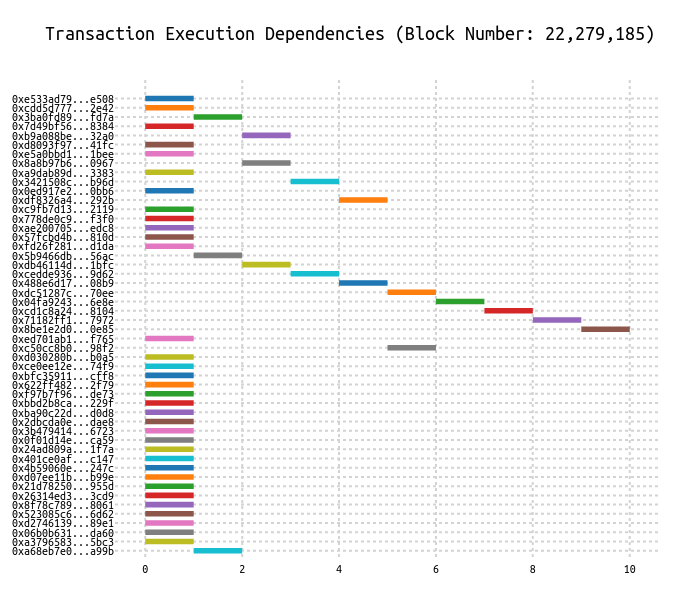 Transaction Execution Dependencies (Block Number: 22,279,185)
0xe533ad79...e508
0xcdd5d777...2e42
0x3ba0fd89...fd7a
0x7d49bf56...8384
0xb9a088be...32a0
0xd8093f97...41fc
0xe5a0bbd1...1bee
0x8a8b97b6...0967
0xa9dab89d...3383
0x3421508c...b96d
0x0ed917e2...0bb6
0xdf8326a4...292b
0xc9fb7d13...2119
0x778de0c9...f3f0
0xae200705...edc8
0x57fcbd4b...810d
0xfd26f281...d1da
0x5b9466db...56ac
0xdb46114d...1bfc
0xcedde936...9d62
0x488e6d17...08b9
0xdc51287c...70ee
0x04fa9243...6e8e
0xcd1c8a24...8104
0x71182ff1...7972
0x8be1e2d0...0e85
0xed701ab1...f765
0xc50cc8b0...98f2
0xd030280b...b0a5
0xce0ee12e...74f9
0xbfc35911...cff8
0x622ff482...2f79
0xf97b7f96...de73
0xbbd2b8ca...229f
0xba90c22d...d0d8
0x2dbcda0e...dae8
0x3b479414...6723
0x0f01d14e...ca59
0x24ad809a...1f7a
0x401ce0af...c147
0x4b59060e...247c
0xd07ee11b...b99e
0x21d78250...955d
0x26314ed3...3cd9
0x8f78c789...8061
0x523085c6...6d62
0xd2746139...89e1
0x06b0b631...da60
0xa3796583...5bc3
0xa68eb7e0...a99b
0 2 4 6 8 10